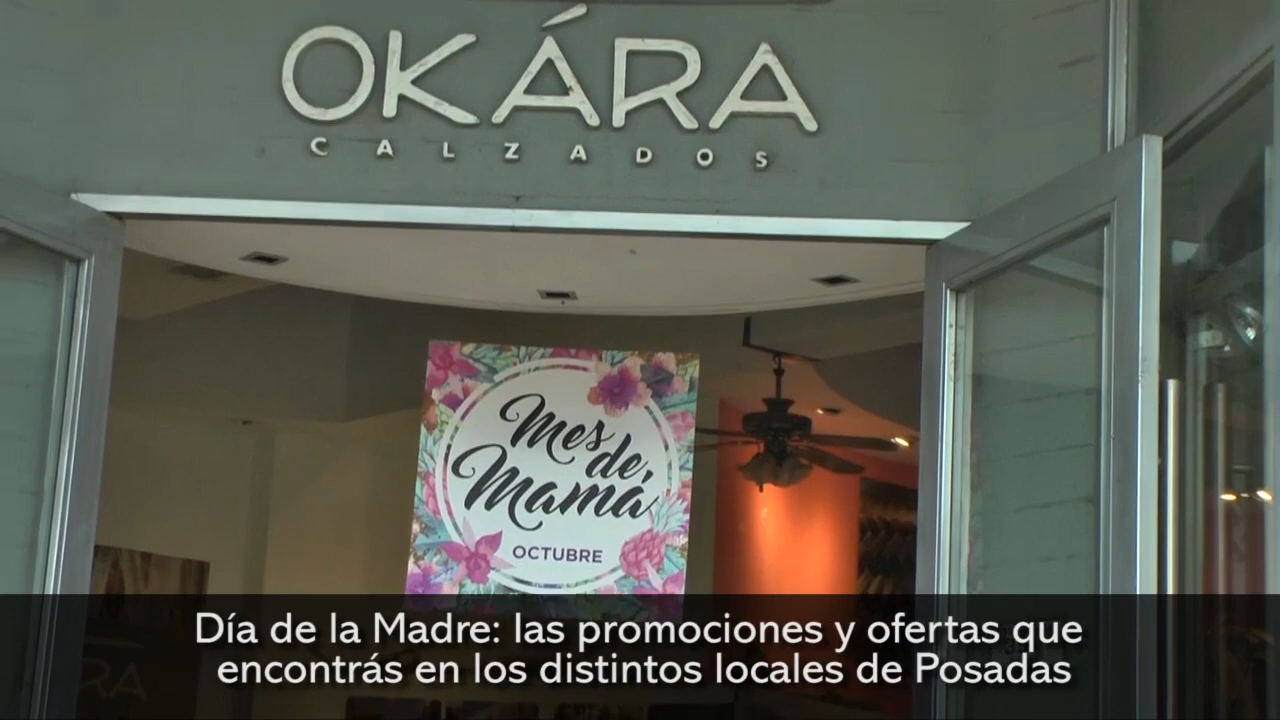 OKÁRA
CALZADOS
Mes
de
Mamá
OCTUBRE
Día de la Madre: las promociones y ofertas que
encontrás en los distintos locales de Posadas